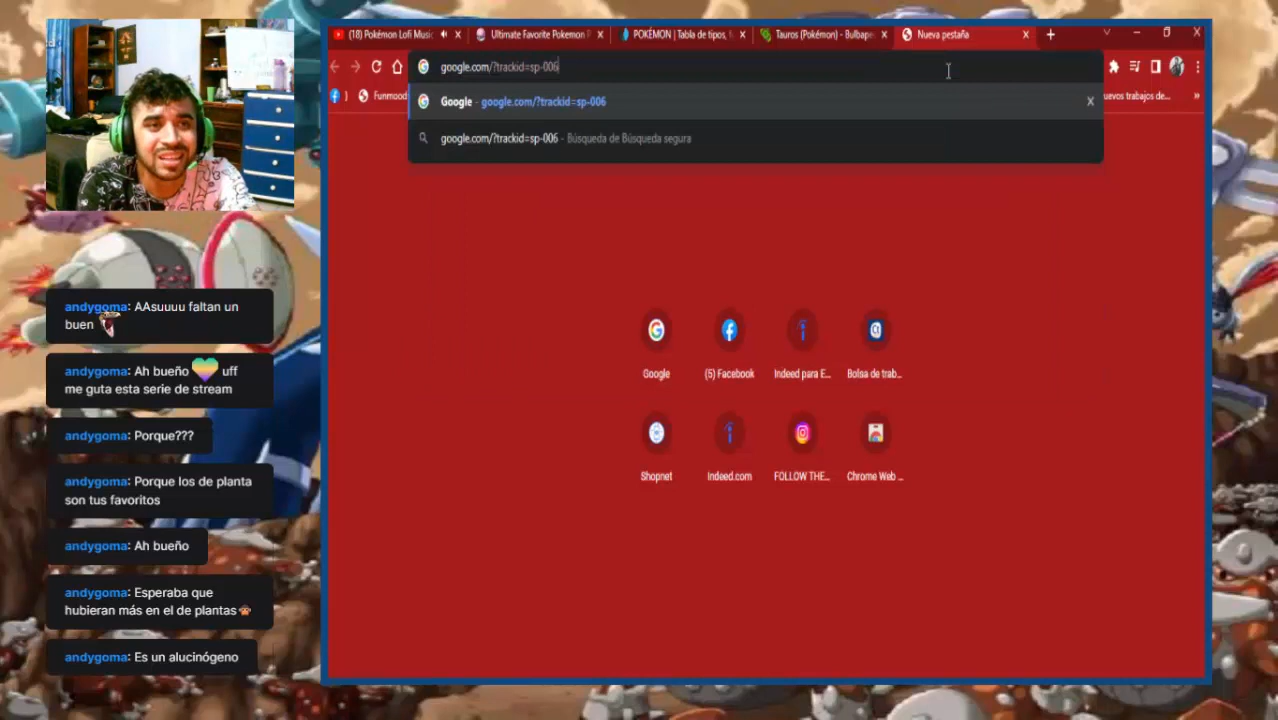 (18) Pokémon Lofi Music
Ultimate Favorite Pokemon P
POKÉMON | Tabla de tipos,
Tauros (Pokémon) - Bulbape
Nueva pestaña
google.com/?trackid=sp-006
)
Funmood
uevos trabajos de...
»
Google - google.com/?trackid=sp-006
google.com/?trackid=sp-006 - Búsqueda de Búsqueda segura
Google
(5) Facebook
Indeed para E...
Bolsa de trab...
Shopnet
Indeed.com
FOLLOW THE...
Chrome Web ...
andygoma: AAsuuuu faltan un
buen
andygoma: Ah bueño uff
me guta esta serie de stream
andygoma: Porque???
andygoma: Porque los de planta
son tus favoritos
andygoma: Ah bueño
andygoma: Esperaba que
hubieran más en el de plantas
andygoma: Es un alucinógeno